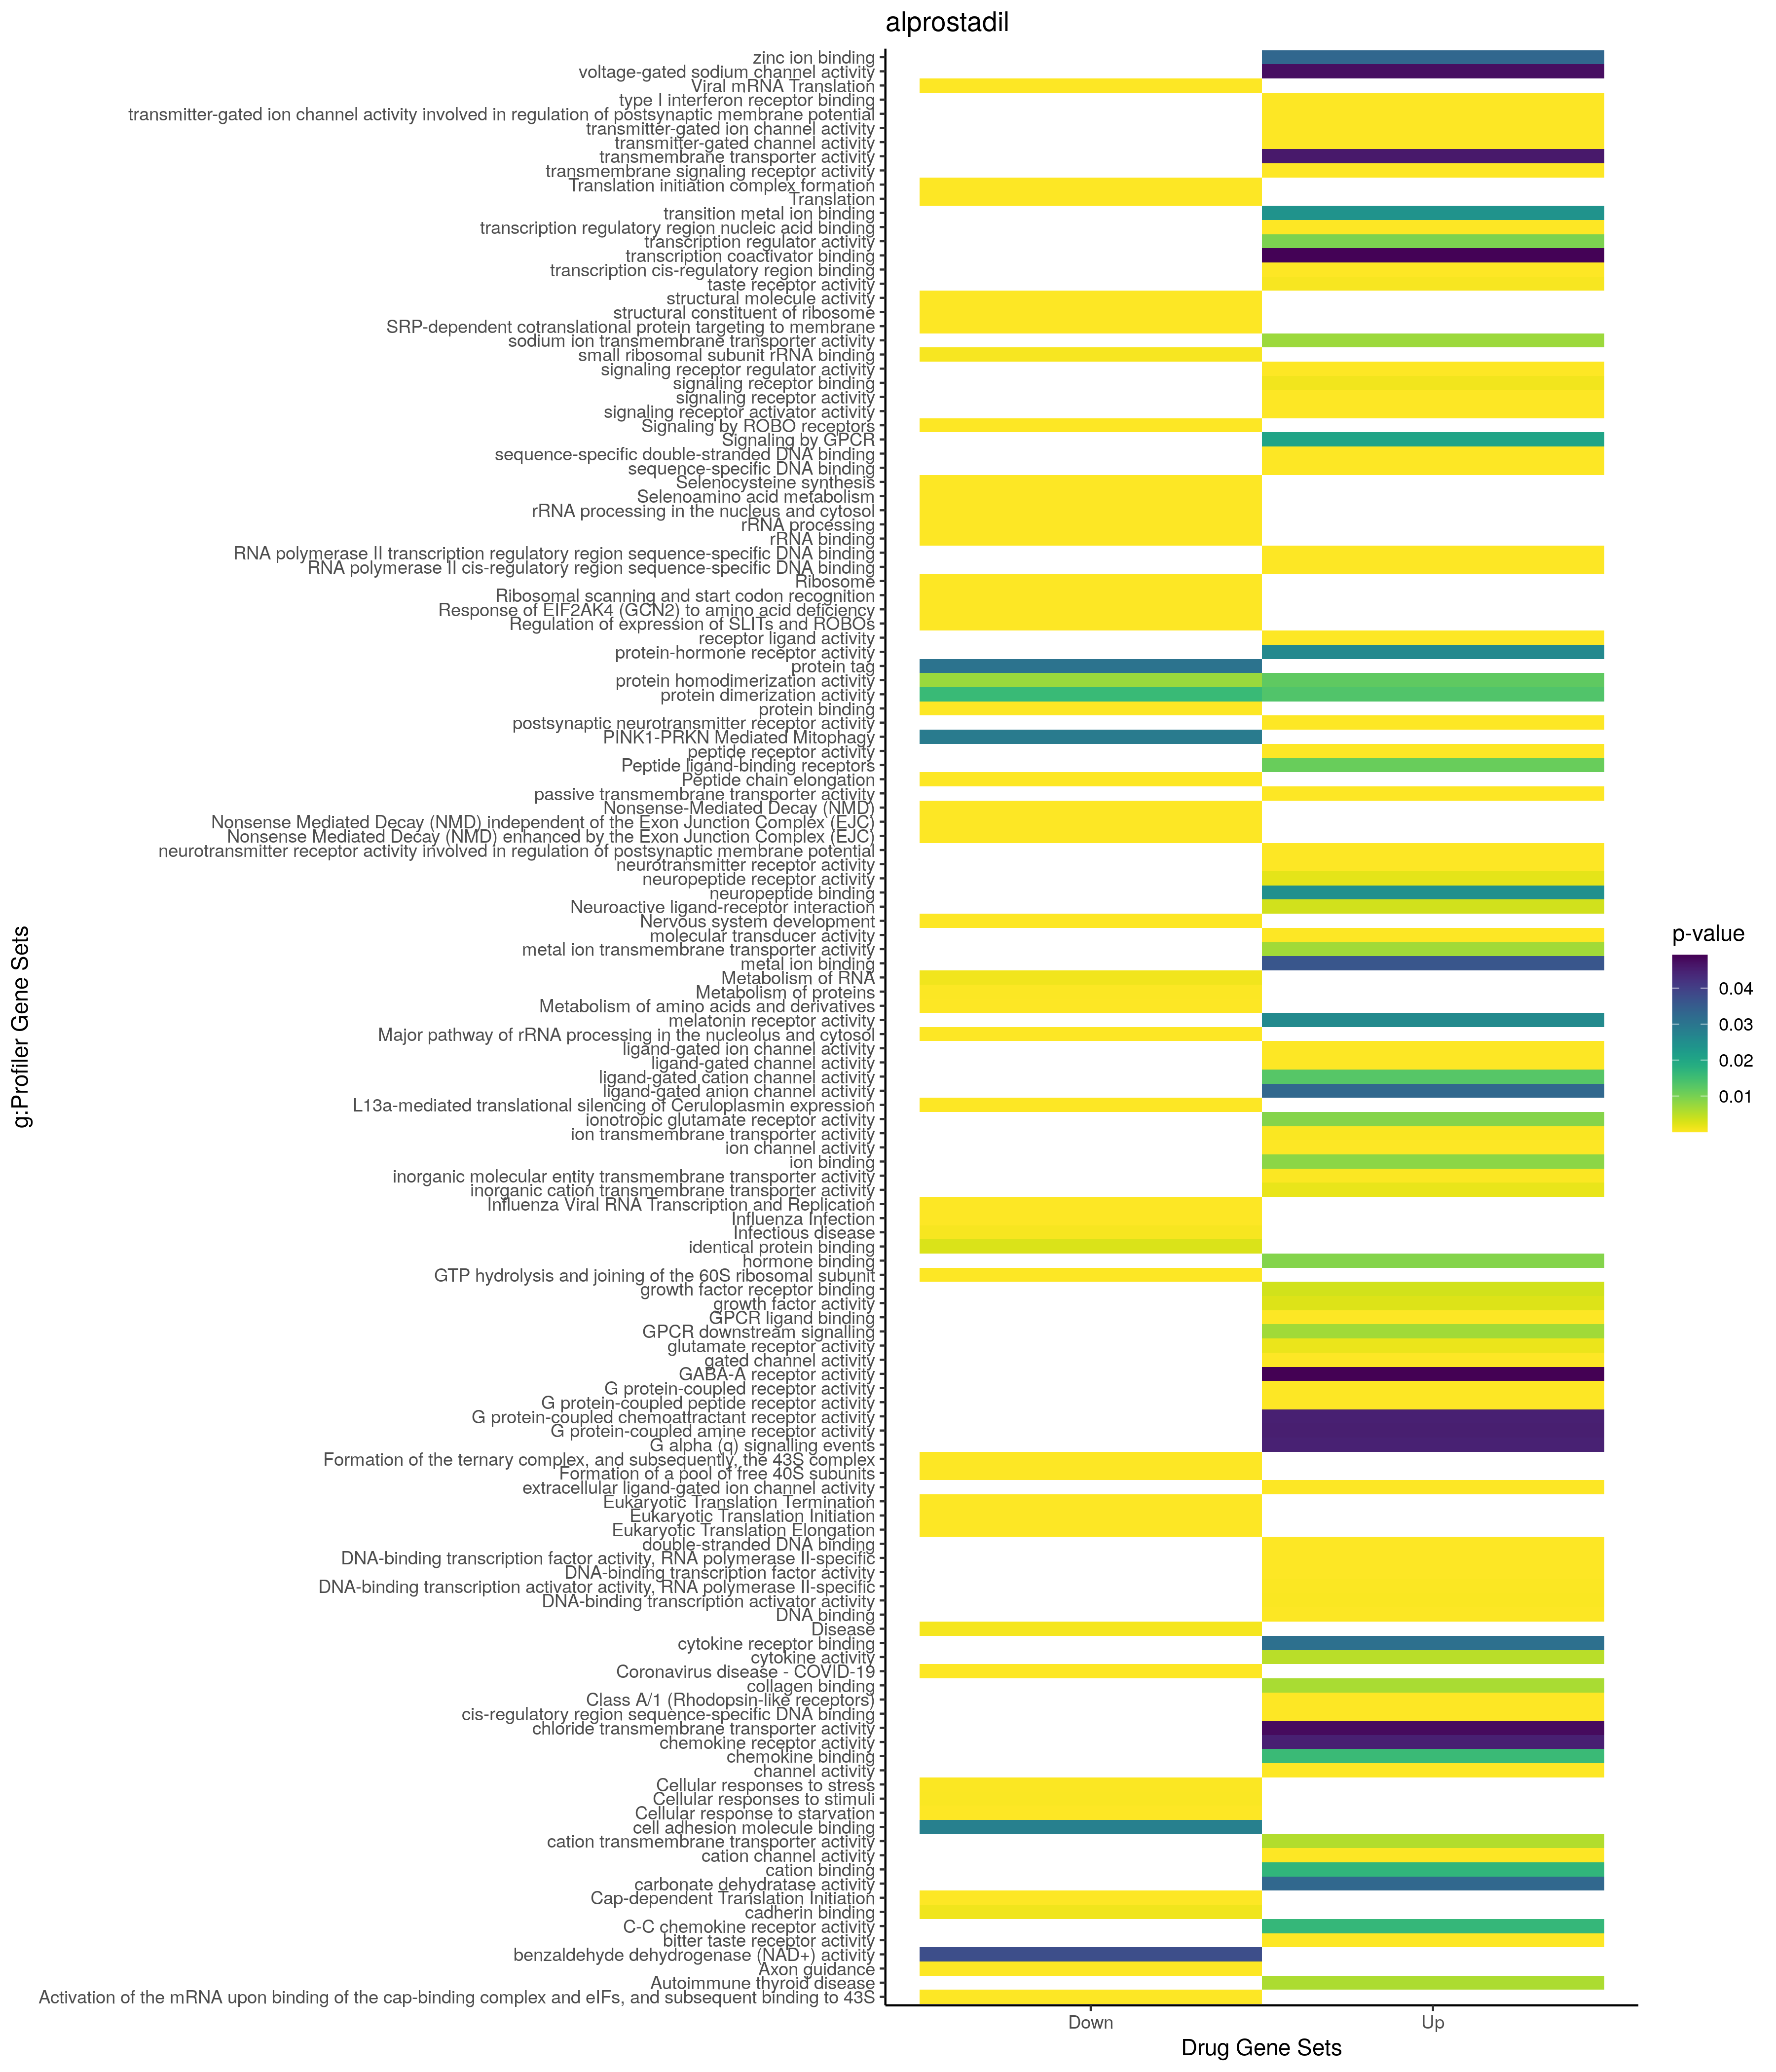 alprostadil
zinc ion binding
voltage-gated sodium channel activity
Viral mRNA Translation
type I interferon receptor binding
transmitter-gated ion channel activity involved in regulation of postsynaptic membrane potential
transmitter-gated ion channel activity
transmitter-gated channel activity
transmembrane transporter activity
transmembrane signaling receptor activity
Translation initiation complex formation
Translation
transition metal ion binding
transcription regulatory region nucleic acid binding
transcription regulator activity
transcription coactivator binding
transcription cis-regulatory region binding
taste receptor activity
structural molecule activity
structural constituent of ribosome
SRP-dependent cotranslational protein targeting to membrane
sodium ion transmembrane transporter activity
small ribosomal subunit rRNA binding
signaling receptor regulator activity
signaling receptor binding
signaling receptor activity
signaling receptor activator activity
Signaling by ROBO receptors
Signaling by GPCR
sequence-specific double-stranded DNA binding
sequence-specific DNA binding
Selenocysteine synthesis
Selenoamino acid metabolism
rRNA processing in the nucleus and cytosol
rRNA processing
rRNA binding
RNA polymerase II transcription regulatory region sequence-specific DNA binding
RNA polymerase II cis-regulatory region sequence-specific DNA binding
Ribosome
Ribosomal scanning and start codon recognition
Response of EIF2AK4 (GCN2) to amino acid deficiency
Regulation of expression of SLITs and ROBOs
receptor ligand activity
protein-hormone receptor activity
protein tag
protein homodimerization activity
protein dimerization activity
protein binding
postsynaptic neurotransmitter receptor activity
PINK1-PRKN Mediated Mitophagy
peptide receptor activity
Peptide ligand-binding receptors
Peptide chain elongation
passive transmembrane transporter activity
Nonsense-Mediated Decay (NMD)
Nonsense Mediated Decay (NMD) independent of the Exon Junction Complex (EJC)
Nonsense Mediated Decay (NMD) enhanced by the Exon Junction Complex (EJC)
neurotransmitter receptor activity involved in regulation of postsynaptic membrane potential
neurotransmitter receptor activity
neuropeptide receptor activity
neuropeptide binding
Neuroactive ligand-receptor interaction
Nervous system development
molecular transducer activity
metal ion transmembrane transporter activity
metal ion binding
Metabolism of RNA
Metabolism of proteins
Metabolism of amino acids and derivatives
melatonin receptor activity
Major pathway of rRNA processing in the nucleolus and cytosol
ligand-gated ion channel activity
ligand-gated channel activity
ligand-gated cation channel activity
ligand-gated anion channel activity
L13a-mediated translational silencing of Ceruloplasmin expression
ionotropic glutamate receptor activity
ion transmembrane transporter activity
ion channel activity
ion binding
inorganic molecular entity transmembrane transporter activity
inorganic cation transmembrane transporter activity
Influenza Viral RNA Transcription and Replication
Influenza Infection
Infectious disease
identical protein binding
hormone binding
GTP hydrolysis and joining of the 60S ribosomal subunit
growth factor receptor binding
growth factor activity
GPCR ligand binding
GPCR downstream signalling
glutamate receptor activity
gated channel activity
GABA-A receptor activity
G protein-coupled receptor activity
G protein-coupled peptide receptor activity
G protein-coupled chemoattractant receptor activity
G protein-coupled amine receptor activity
G alpha (q) signalling events
Formation of the ternary complex, and subsequently, the 43S complex
Formation of a pool of free 40S subunits
extracellular ligand-gated ion channel activity
Eukaryotic Translation Termination
Eukaryotic Translation Initiation
Eukaryotic Translation Elongation
double-stranded DNA binding
DNA-binding transcription factor activity, RNA polymerase II-specific
DNA-binding transcription factor activity
DNA-binding transcription activator activity, RNA polymerase II-specific
DNA-binding transcription activator activity
DNA binding
Disease
cytokine receptor binding
cytokine activity
Coronavirus disease - COVID-19
collagen binding
Class A/1 (Rhodopsin-like receptors)
cis-regulatory region sequence-specific DNA binding
chloride transmembrane transporter activity
chemokine receptor activity
chemokine binding
channel activity
Cellular responses to stress
Cellular responses to stimuli
Cellular response to starvation
cell adhesion molecule binding
cation transmembrane transporter activity
cation channel activity
cation binding
carbonate dehydratase activity
Cap-dependent Translation Initiation
cadherin binding
C-C chemokine receptor activity
bitter taste receptor activity
benzaldehyde dehydrogenase (NAD+) activity
Axon guidance
Autoimmune thyroid disease
Activation of the mRNA upon binding of the cap-binding complex and eIFs, and subsequent binding to 43S
g:Profiler Gene Sets
Down
Up
Drug Gene Sets
p-value
0.04
0.03
0.02
0.01